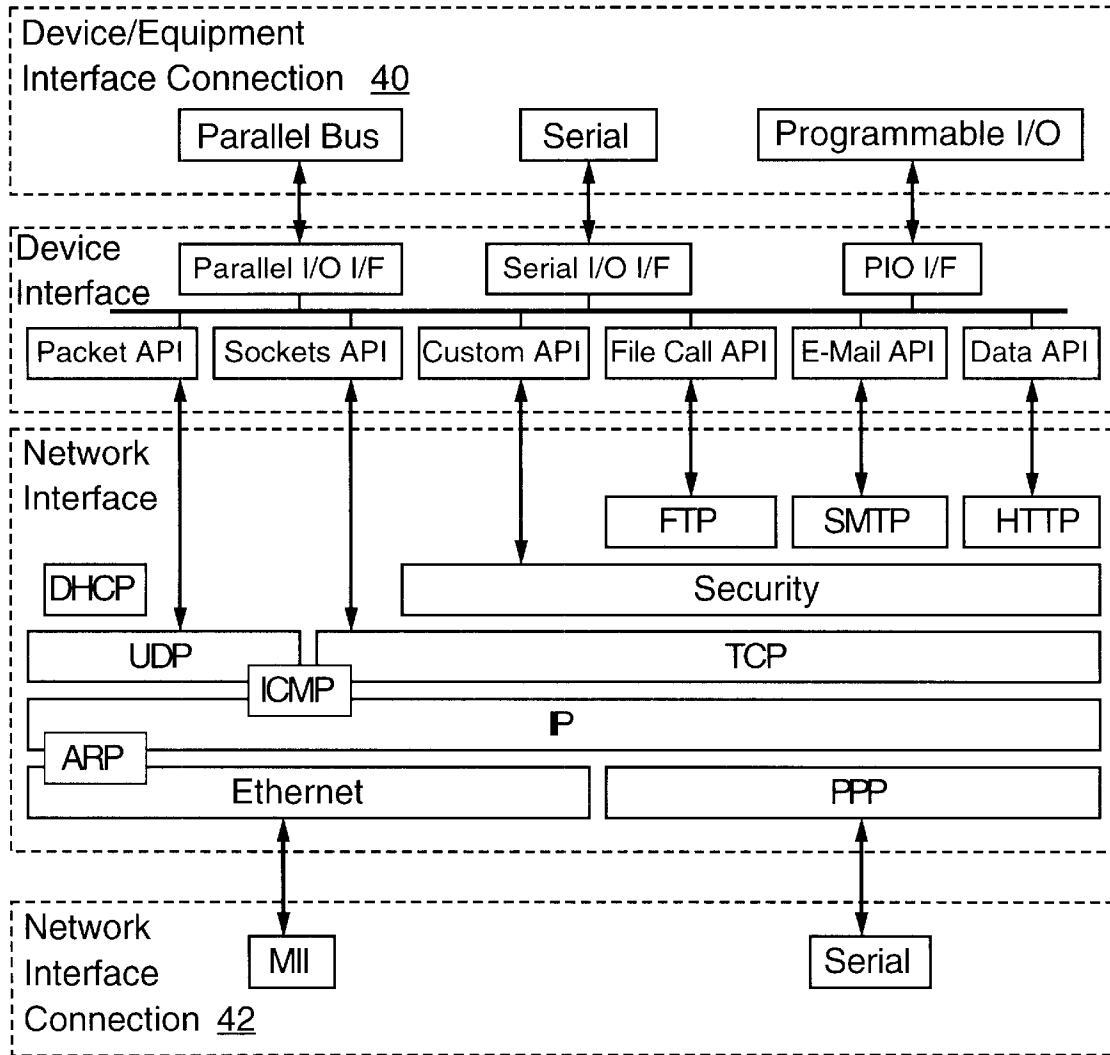 Device/Equipment
Interface Connection 40
Parallel Bus
Serial
Programmable I/O
Device
Interface
Parallel I/O I/F
Serial I/O I/F
PIO I/F
Packet API
Sockets API
Custom API
File Call API
E-Mail API
Data API
Network
Interface
FTP
SMTP
HTTP
DHCP
Security
UDP
TCP
ICMP
IP
ARP
Ethernet
PPP
Network
Interface
Connection 42
MII
Serial